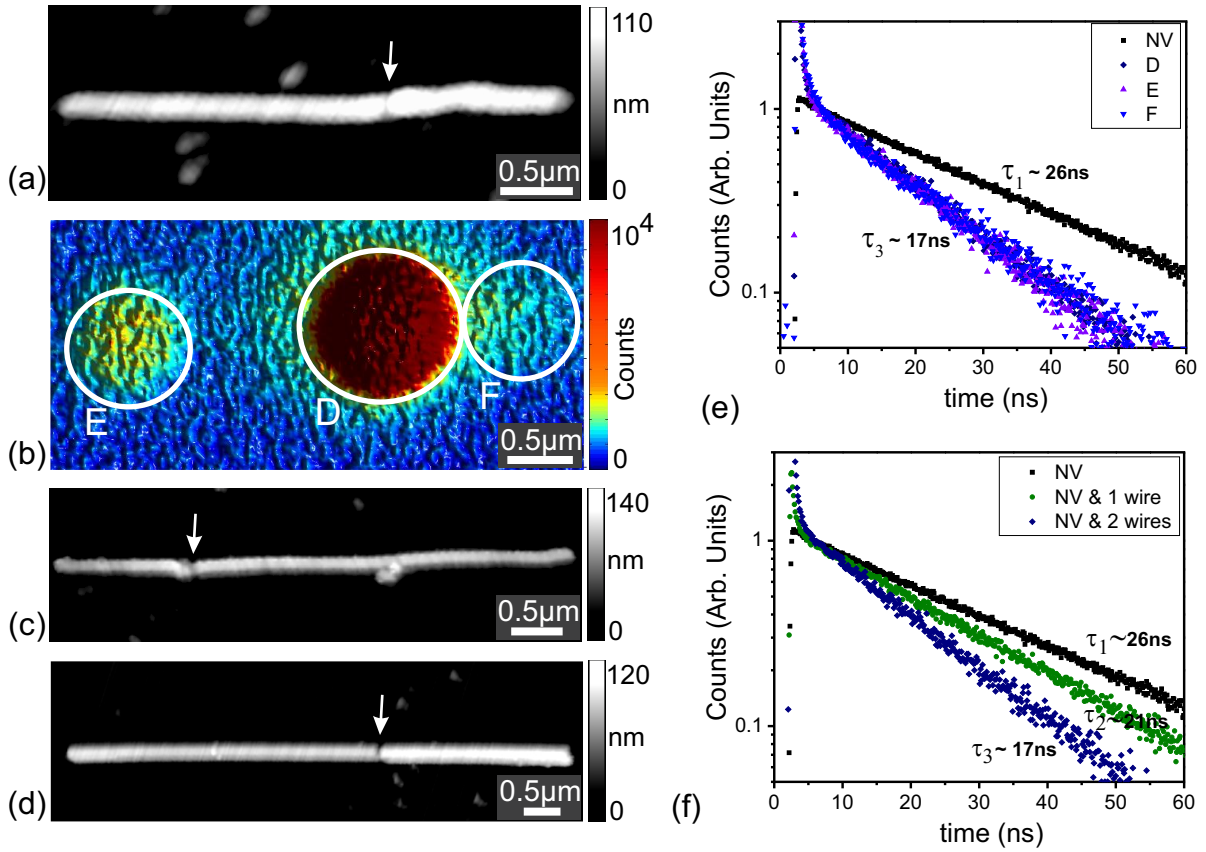 (a)
110
nm
0
0.5μm
(b)
10⁴
Counts
0
E
D
F
0.5μm
(c)
140
nm
0
0.5μm
(d)
120
nm
0
0.5μm
(e)
NV
D
E
F
Counts (Arb. Units)
1
0.1
τ₁ ~ 26ns
τ₃ ~ 17ns
0 10 20 30 40 50 60
time (ns)
(f)
NV
NV & 1 wire
NV & 2 wires
Counts (Arb. Units)
1
0.1
τ₁ ~26ns
τ₂ ~ 21ns
τ₃ ~ 17ns
0 10 20 30 40 50 60
time (ns)